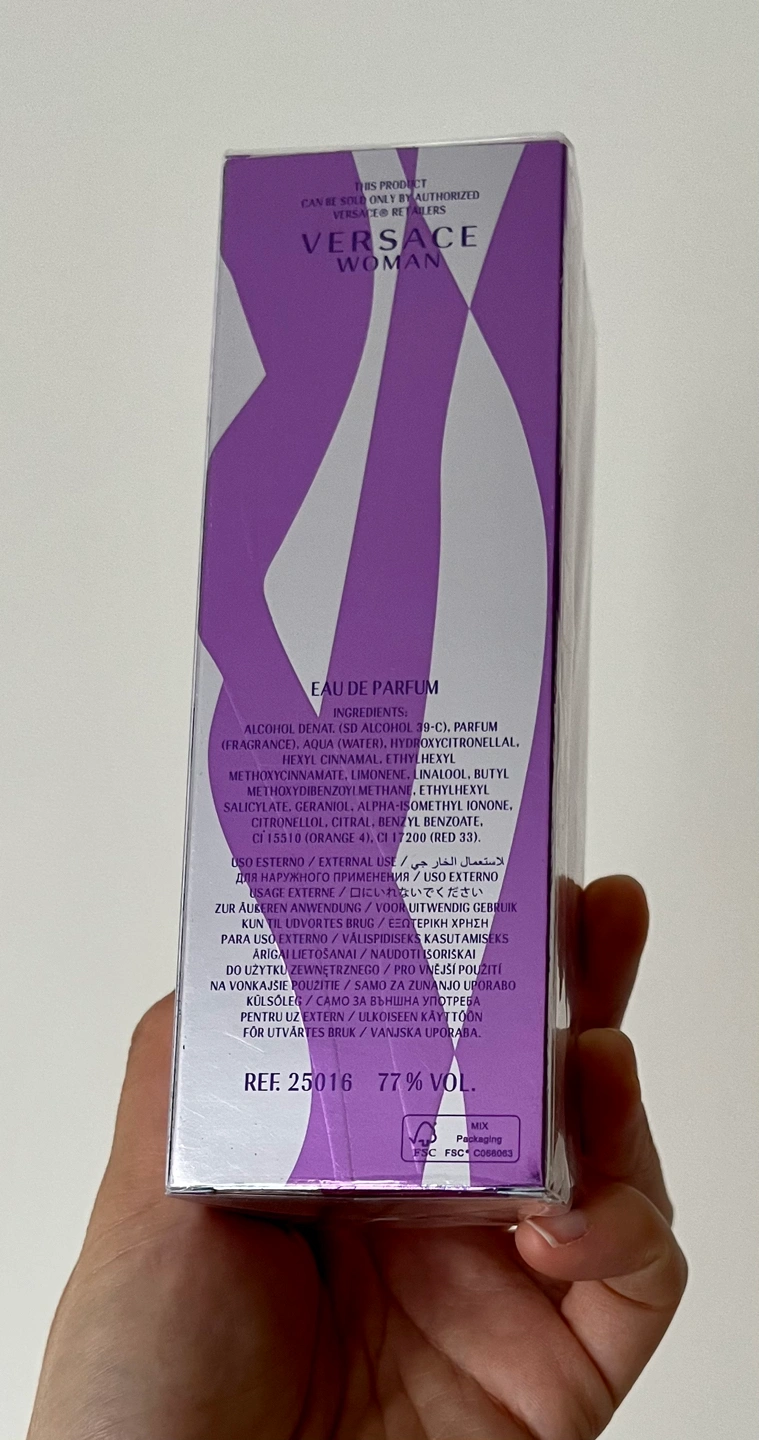 THIS PRODUCT
CAN BE SOLD ONLY BY AUTHORIZED
VERSACE® RETAILERS
VERSACE
WOMAN
EAU DE PARFUM
INGREDIENTS:
ALCOHOL DENAT. (SD ALCOHOL 39-C), PARFUM
(FRAGRANCE), AQUA (WATER), HYDROXYCITRONELLAL,
HEXYL CINNAMAL, ETHYLHEXYL
METHOXYCINNAMATE, LIMONENE, LINALOOL, BUTYL
METHOXYDIBENZOYLMETHANE, ETHYLHEXYL
SALICYLATE, GERANIOL, ALPHA-ISOMETHYL IONONE,
CITRONELLOL, CITRAL, BENZYL BENZOATE,
CI 15510 (ORANGE 4), CI 17200 (RED 33).
USO ESTERNO / EXTERNAL USE / لاستعمال الخارجي
ДЛЯ НАРУЖНОГО ПРИМЕНЕНИЯ / USO EXTERNO
USAGE EXTERNE / 口にいれないでください
ZUR ÄUßEREN ANWENDUNG / VOOR UITWENDIG GEBRUIK
KUN TIL UDVORTES BRUG / ΕΞΩΤΕΡΙΚΗ ΧΡΗΣΗ
PARA USO EXTERNO / VÄLISPIDISEKS KASUTAMISEKS
ĀRĪGAI LIETOŠANAI / NAUDOTI IŠORIŠKAI
DO UŻYTKU ZEWNĘTRZNEGO / PRO VNĚJŠÍ POUŽITÍ
NA VONKAJŠIE POUŽITIE / SAMO ZA ZUNANJO UPORABO
KÜLSŐLEG / САМО ЗА ВЪНШНА УПОТРЕБА
PENTRU UZ EXTERN / ULKOISEEN KÄYTTÖÖN
FÖR UTVÄRTES BRUK / VANJSKA UPORABA.
REF. 25016 77% VOL.
MIX
Packaging
FSC FSC® C066063